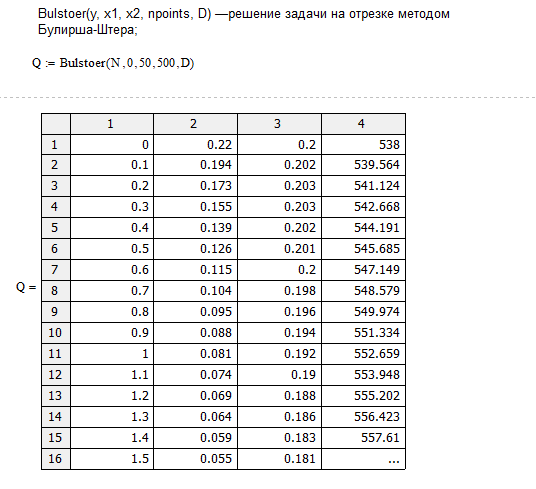 Bulstoer(y, x1, x2, npoints, D) —решение задачи на отрезке методом
Булирша-Штера;
Q := Bulstoer(N,0,50,500,D)
1 2 3 4
1 0 0.22 0.2 538
2 0.1 0.194 0.202 539.564
3 0.2 0.173 0.203 541.124
4 0.3 0.155 0.203 542.668
5 0.4 0.139 0.202 544.191
6 0.5 0.126 0.201 545.685
7 0.6 0.115 0.2 547.149
Q = 8 0.7 0.104 0.198 548.579
9 0.8 0.095 0.196 549.974
10 0.9 0.088 0.194 551.334
11 1 0.081 0.192 552.659
12 1.1 0.074 0.19 553.948
13 1.2 0.069 0.188 555.202
14 1.3 0.064 0.186 556.423
15 1.4 0.059 0.183 557.61
16 1.5 0.055 0.181 ...